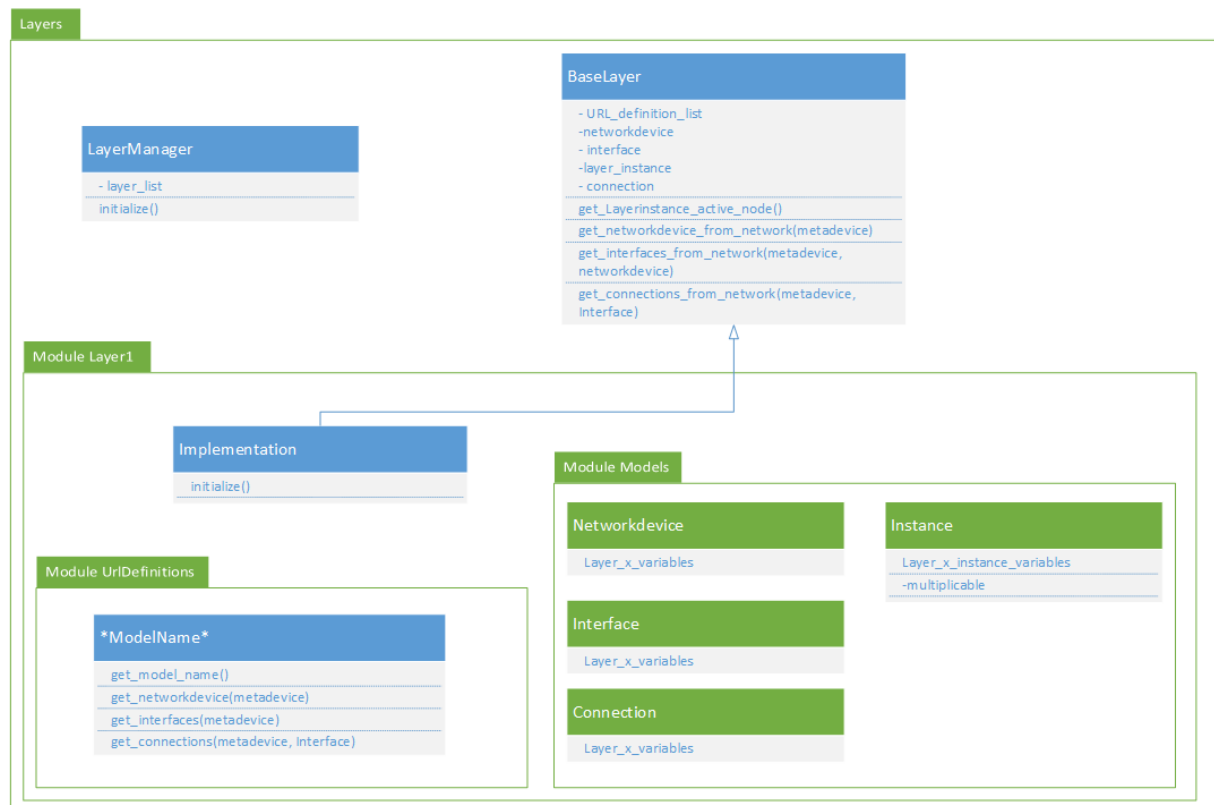 Layers
BaseLayer
- URL_definition_list
-networkdevice
- interface
-layer_instance
- connection
get_Layerinstance_active_node()
get_networkdevice_from_network(metadevice)
get_interfaces_from_network(metadevice,
networkdevice)
get_connections_from_network(metadevice,
Interface)
LayerManager
- layer_list
initialize()
Module Layer1
Implementation
initialize()
Module UrlDefinitions
*ModelName*
get_model_name()
get_networkdevice(metadevice)
get_interfaces(metadevice)
get_connections(metadevice, Interface)
Module Models
Networkdevice
Layer_x_variables
Interface
Layer_x_variables
Connection
Layer_x_variables
Instance
Layer_x_instance_variables
-multiplicable